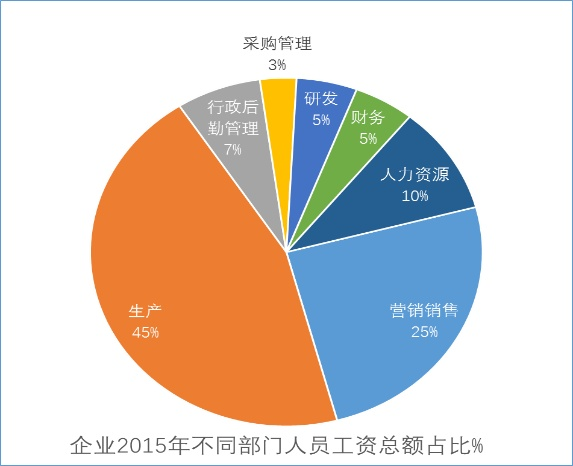 采购管理
3%
行政后
勤管理
7%
研发
5%
财务
5%
人力资源
10%
营销销售
25%
生产
45%
企业2015年不同部门人员工资总额占比%